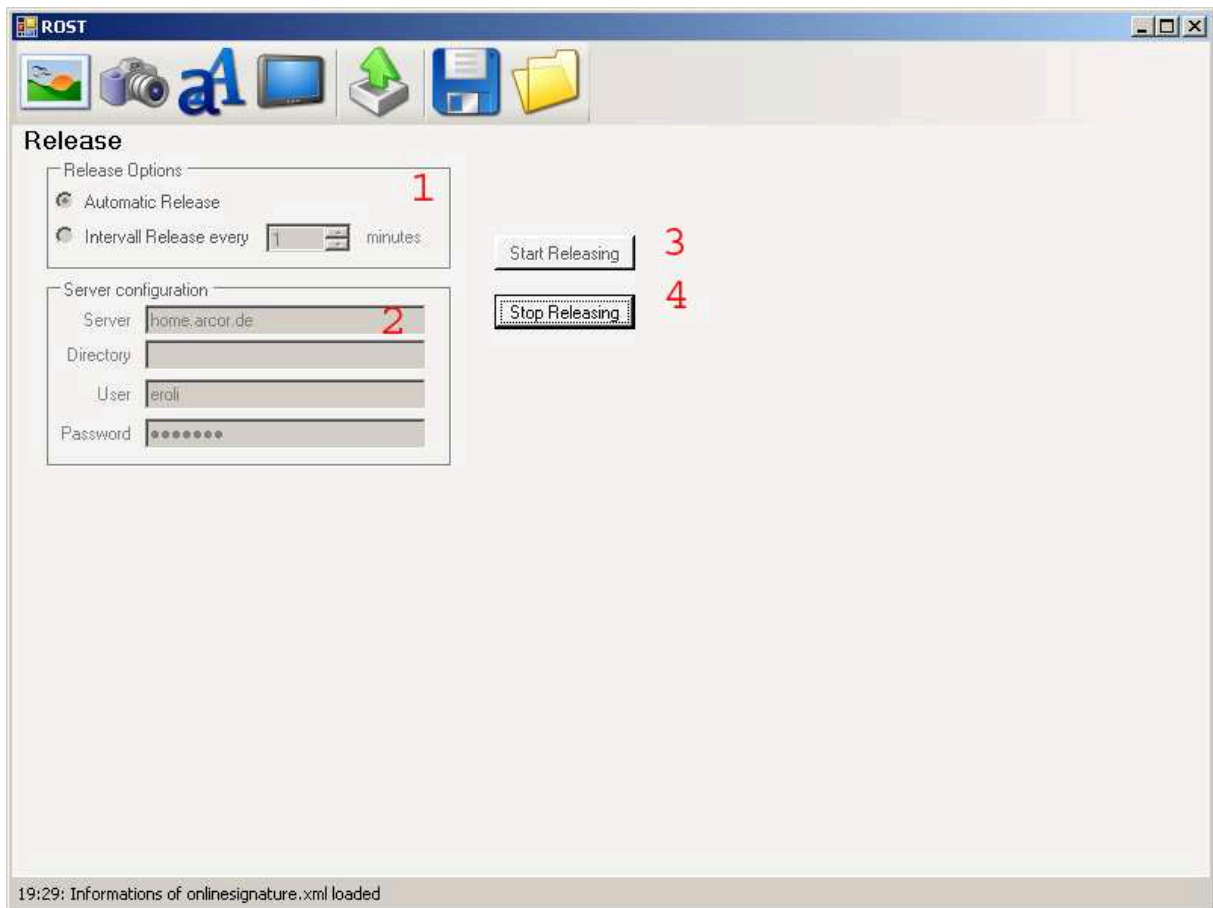 ROST
aA
Release
Release Options
1
Automatic Release
Intervall Release every 1 minutes
Start Releasing
3
Server configuration
Server home.arcor.de
2
Stop Releasing
4
Directory
User eroli
Password •••••••
19:29: Informations of onlinesignature.xml loaded